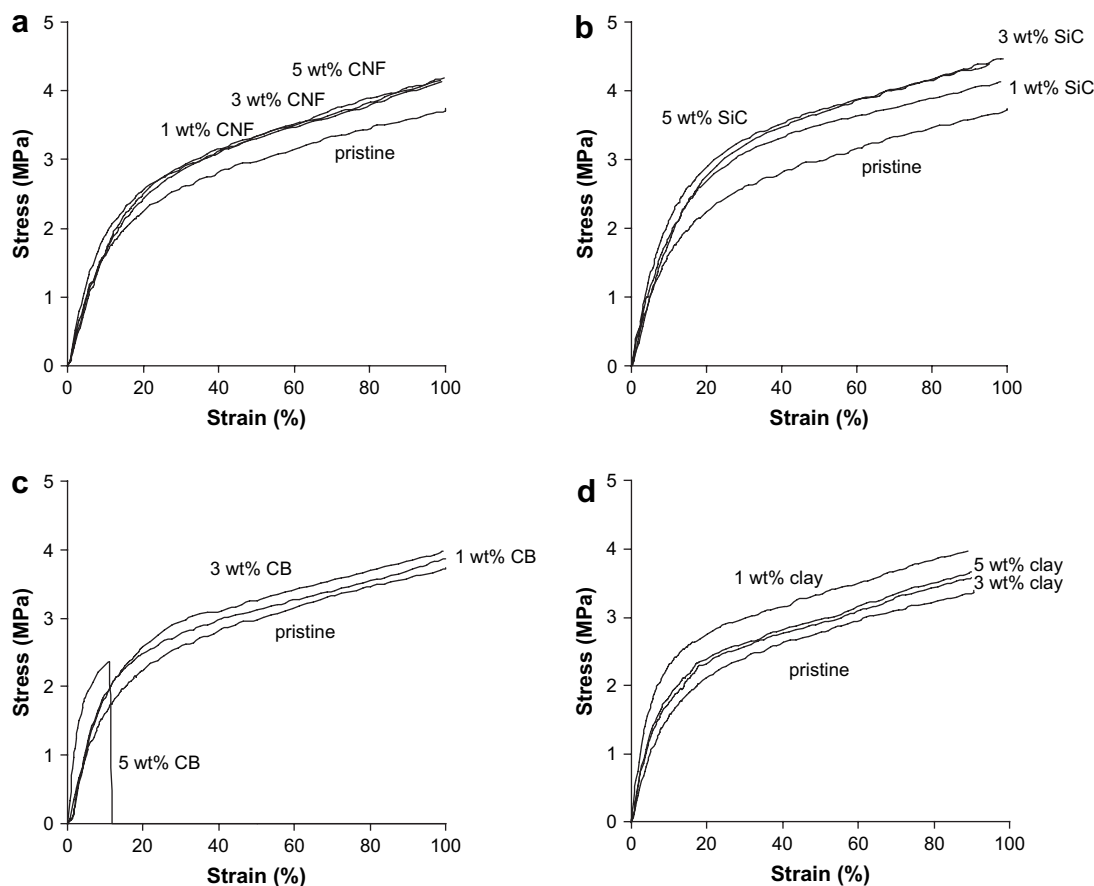 a
5
4
3
2
1
0
Stress (MPa)
5 wt% CNF
3 wt% CNF
1 wt% CNF
pristine
0 20 40 60 80 100
Strain (%)
b
5
4
3
2
1
0
Stress (MPa)
3 wt% SiC
1 wt% SiC
5 wt% SiC
pristine
0 20 40 60 80 100
Strain (%)
c
5
4
3
2
1
0
Stress (MPa)
3 wt% CB
1 wt% CB
pristine
5 wt% CB
0 20 40 60 80 100
Strain (%)
d
5
4
3
2
1
0
Stress (MPa)
1 wt% clay
5 wt% clay
3 wt% clay
pristine
0 20 40 60 80 100
Strain (%)